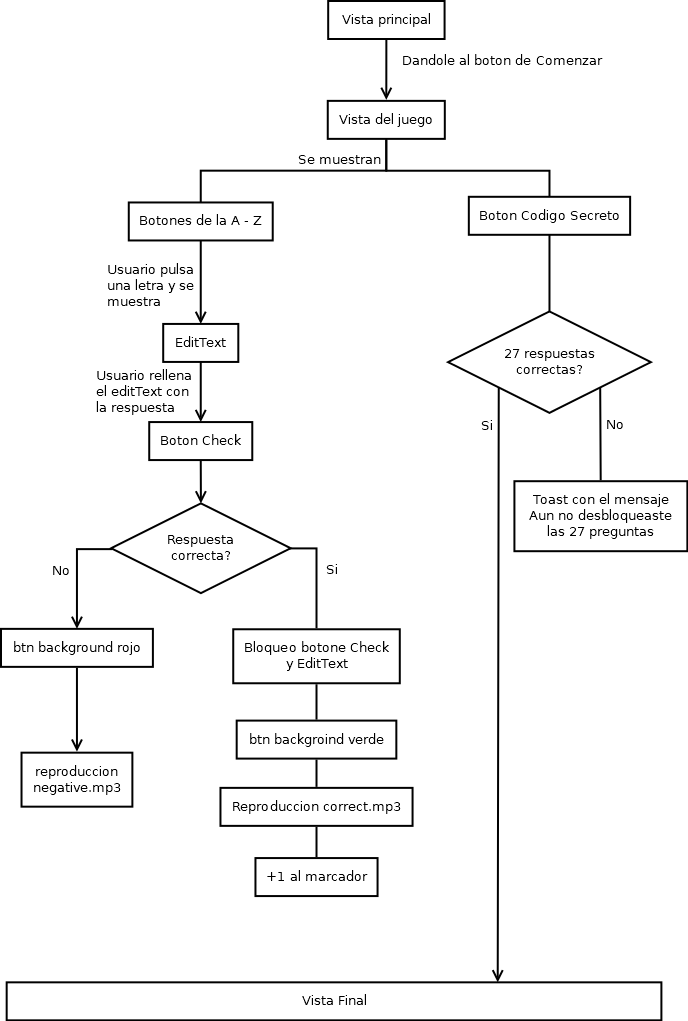 Vista principal
Dandole al boton de Comenzar
Vista del juego
Se muestran
Botones de la A - Z
Boton Codigo Secreto
Usuario pulsa
una letra y se
muestra
EditText
27 respuestas
correctas?
Usuario rellena
el editText con
la respuesta
Si
No
Boton Check
Toast con el mensaje
Aun no desbloqueaste
las 27 preguntas
Respuesta
correcta?
No
Si
btn background rojo
Bloqueo botone Check
y EditText
btn backgroind verde
reproduccion
negative.mp3
Reproduccion correct.mp3
+1 al marcador
Vista Final